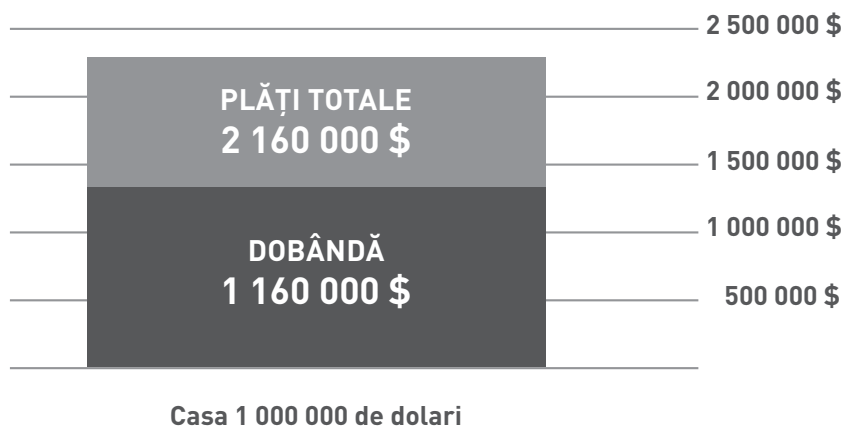 2 500 000 $
PLĂȚI TOTALE
2 160 000 $
2 000 000 $
1 500 000 $
1 000 000 $
DOBÂNDĂ
1 160 000 $
500 000 $
Casa 1 000 000 de dolari